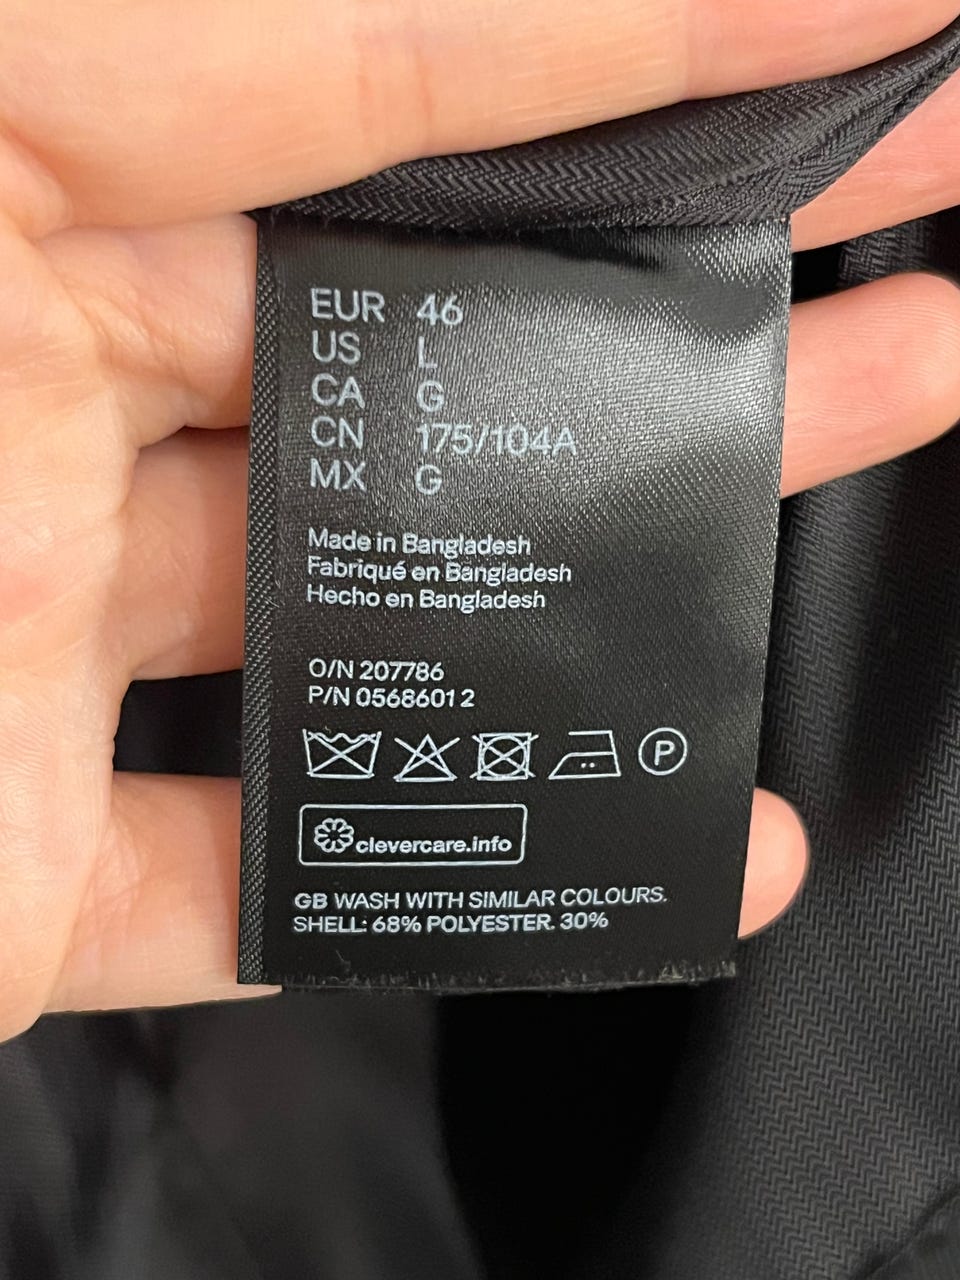 EUR 46
US L
CA G
CN 175/104A
MX G
Made in Bangladesh
Fabriqué en Bangladesh
Hecho en Bangladesh
O/N 207786
P/N 05686012
P
clevercare.info
GB WASH WITH SIMILAR COLOURS.
SHELL: 68% POLYESTER. 30%